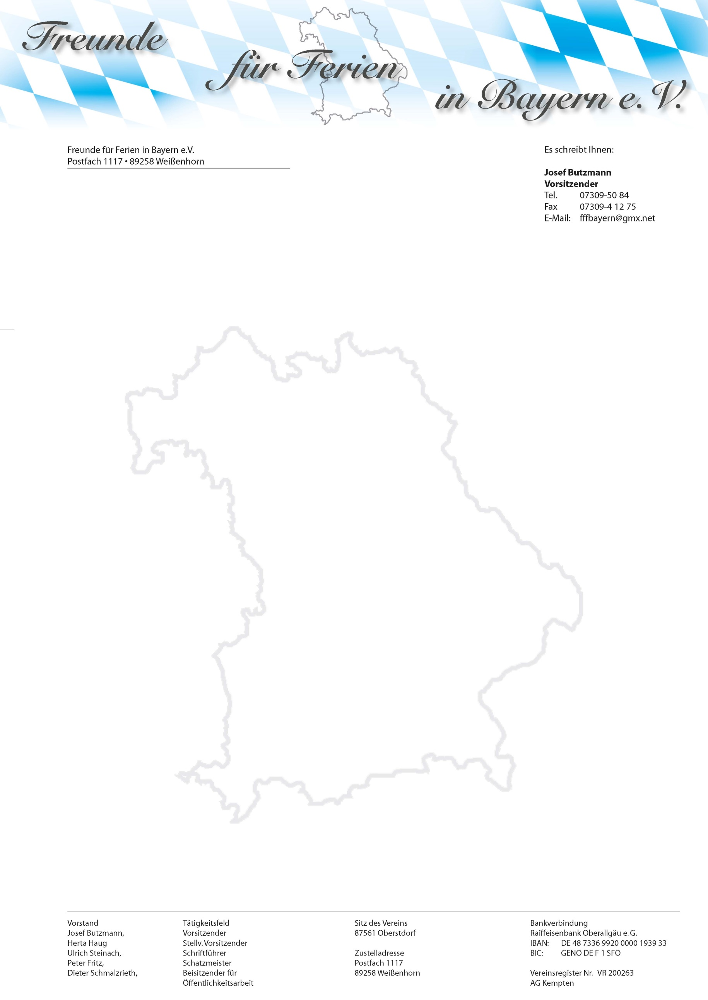 Freunde
für Ferien
in Bayern e. V.
Freunde für Ferien in Bayern e.V.
Postfach 1117 • 89258 Weißenhorn
Es schreibt Ihnen:
Josef Butzmann
Vorsitzender
Tel. 07309-50 84
Fax 07309-4 12 75
E-Mail: fffbayern@gmx.net
Vorstand
Josef Butzmann,
Herta Haug
Ulrich Steinach,
Peter Fritz,
Dieter Schmalzrieth,
Tätigkeitsfeld
Vorsitzender
Stellv. Vorsitzender
Schriftführer
Schatzmeister
Beisitzender für
Öffentlichkeitsarbeit
Sitz des Vereins
87561 Oberstdorf
Zustelladresse
Postfach 1117
89258 Weißenhorn
Bankverbindung
Raiffeisenbank Oberallgäu e. G.
IBAN: DE 48 7336 9920 0000 1939 33
BIC: GENO DE F 1 SFO
Vereinsregister Nr. VR 200263
AG Kempten